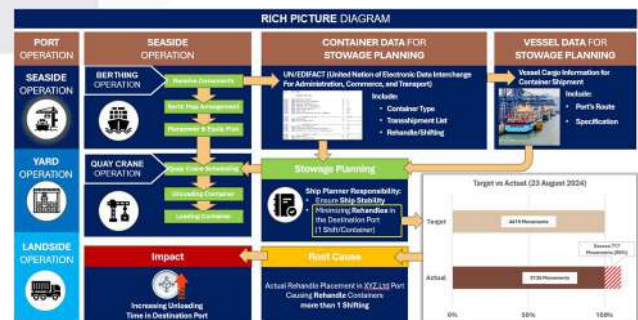 RICH PICTURE DIAGRAM
PORT
OPERATION
SEASIDE
OPERATION
CONTAINER DATA FOR
STOWAGE PLANNING
VESSEL DATA FOR
STOWAGE PLANNING
SEASIDE
OPERATION
BERTHING
OPERATION
Receive Documents
Berth Map Arrangement
Manpower & Equip Plan
UN/EDIFACT (United Nation of Electronic Data Interchange
For Administration, Commerce, and Transport)
Include:
• Container Type
• Transshipment List
• Rehandle/Shifting
Vessel Cargo Information for
Container Shipment
Include:
• Port's Route
• Specification
YARD
OPERATION
QUAY CRANE
OPERATION
Quay Crane Scheduling
Unloading Container
Loading Container
Stowage Planning
Ship Planner Responsibility:
• Ensure Ship Stability
• Minimizing Rehandles in
the Destination Port
(1 Shift/Container)
Target vs Actual (23 August 2024)
Target
Movements
Actual
Movements
0%
50%
100%
LANDSIDE
OPERATION
Impact
Increasing Unloading
Time in Destination Port
Root Cause
Actual Rehandle Placement in XYZ.Ltd Port
Causing Rehandle Containers
more than 1 Shifting